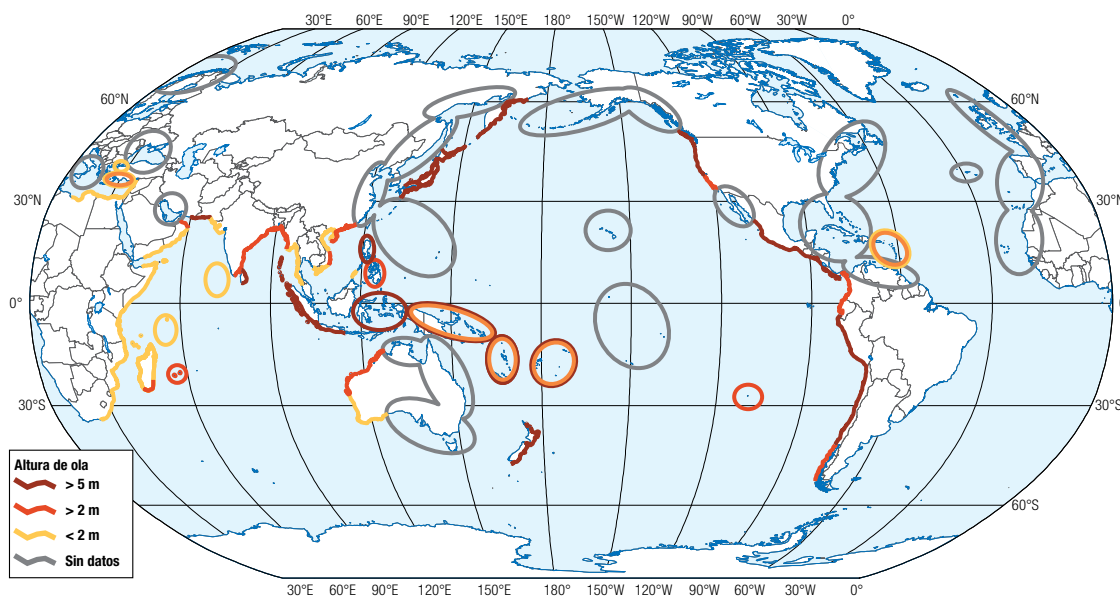 30°E 60°E 90°E 120°E 150°E 180° 150°W 120°W 90°W 60°W 0°
60°N 60°N
30°N 30°N
0° 0°
30°S 30°S
60°S
Altura de ola
> 5 m
> 2 m
< 2 m
Sin datos
30°E 60°E 90°E 120°E 150°E 180° 150°W 120°W 90°W 30°W 0°